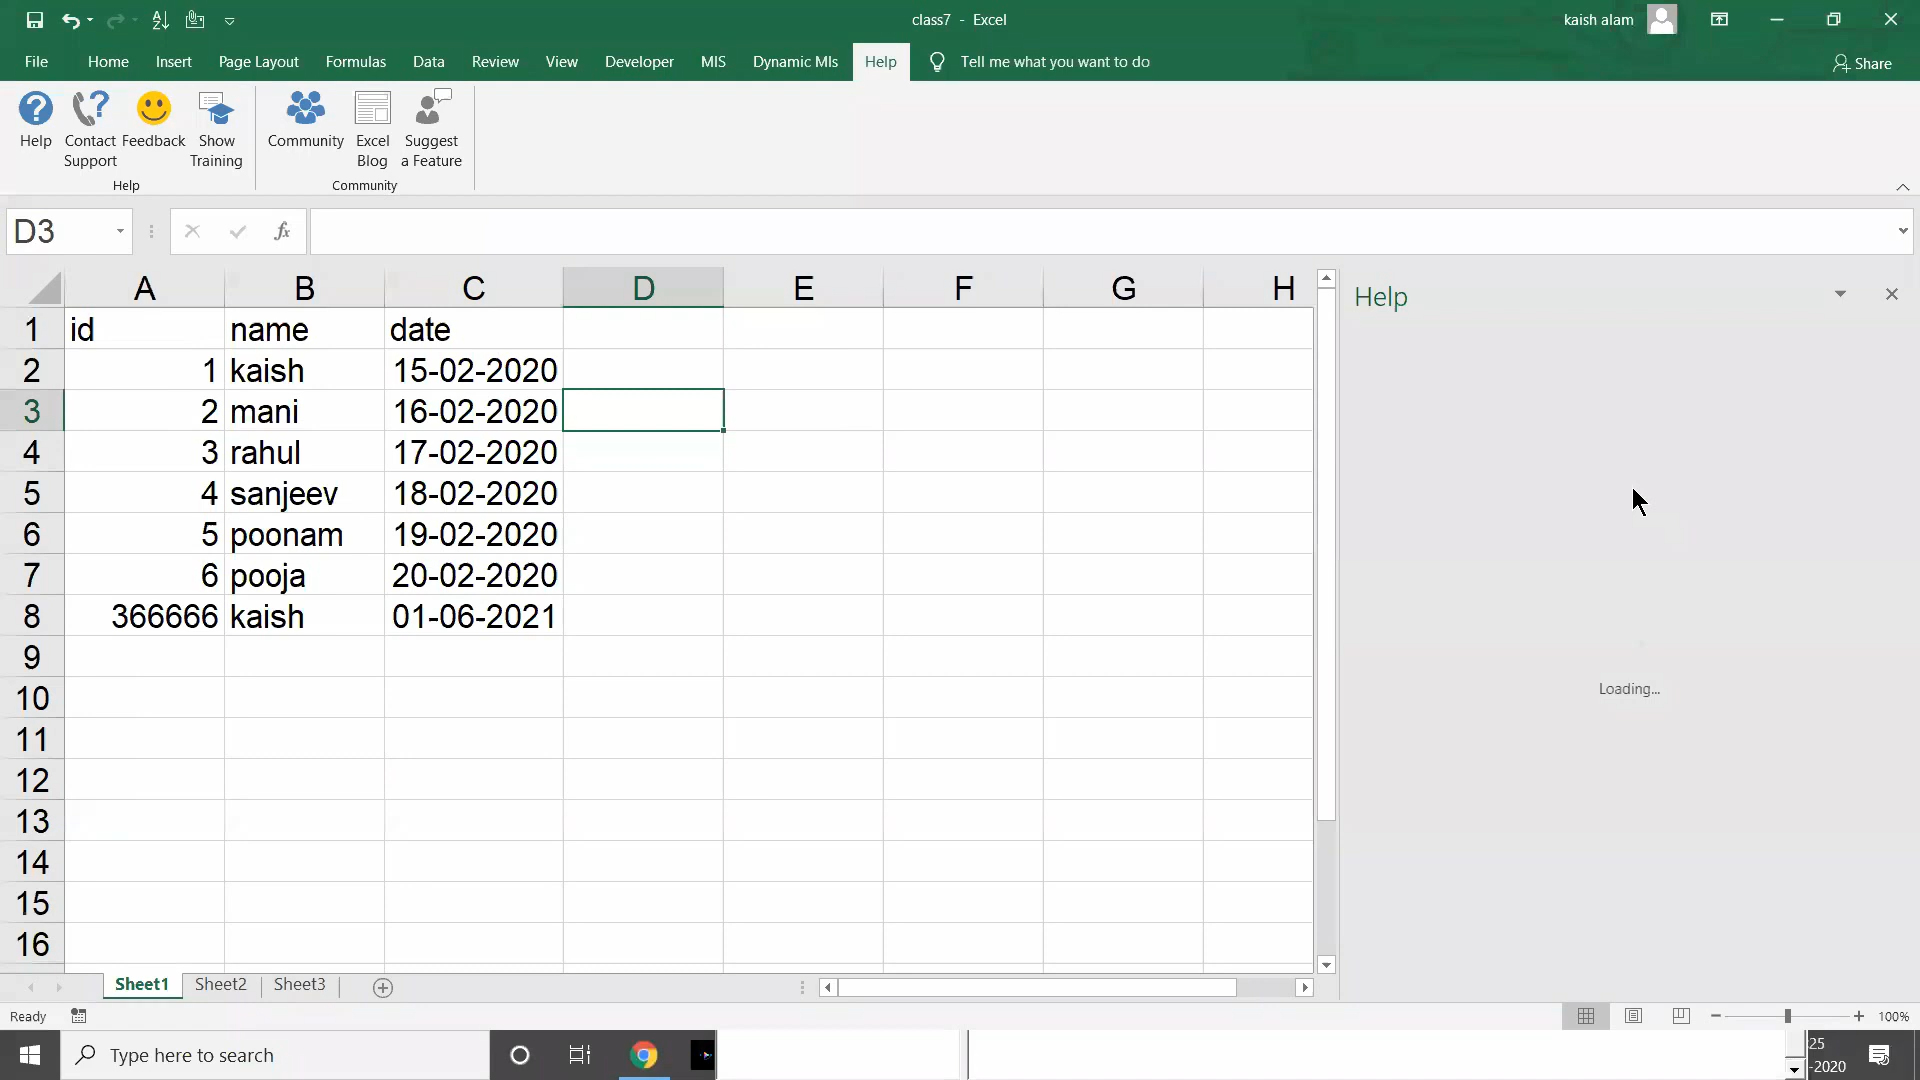 class7 - Excel
kaish alam
File Home Insert Page Layout Formulas Data Review View Developer MIS Dynamic MIs Help Tell me what you want to do Share
Help Contact Support Feedback Show Training Community Excel Blog Suggest a Feature
Help Community
D3 fx
A B C D E F G H
Help
1 id name date
2 1 kaish 15-02-2020
3 2 mani 16-02-2020
4 3 rahul 17-02-2020
5 4 sanjeev 18-02-2020
6 5 poonam 19-02-2020
7 6 pooja 20-02-2020
8 366666 kaish 01-06-2021
9
Loading...
10
11
12
13
14
15
16
Sheet1 Sheet2 Sheet3
Ready 100%
Type here to search
25
-2020